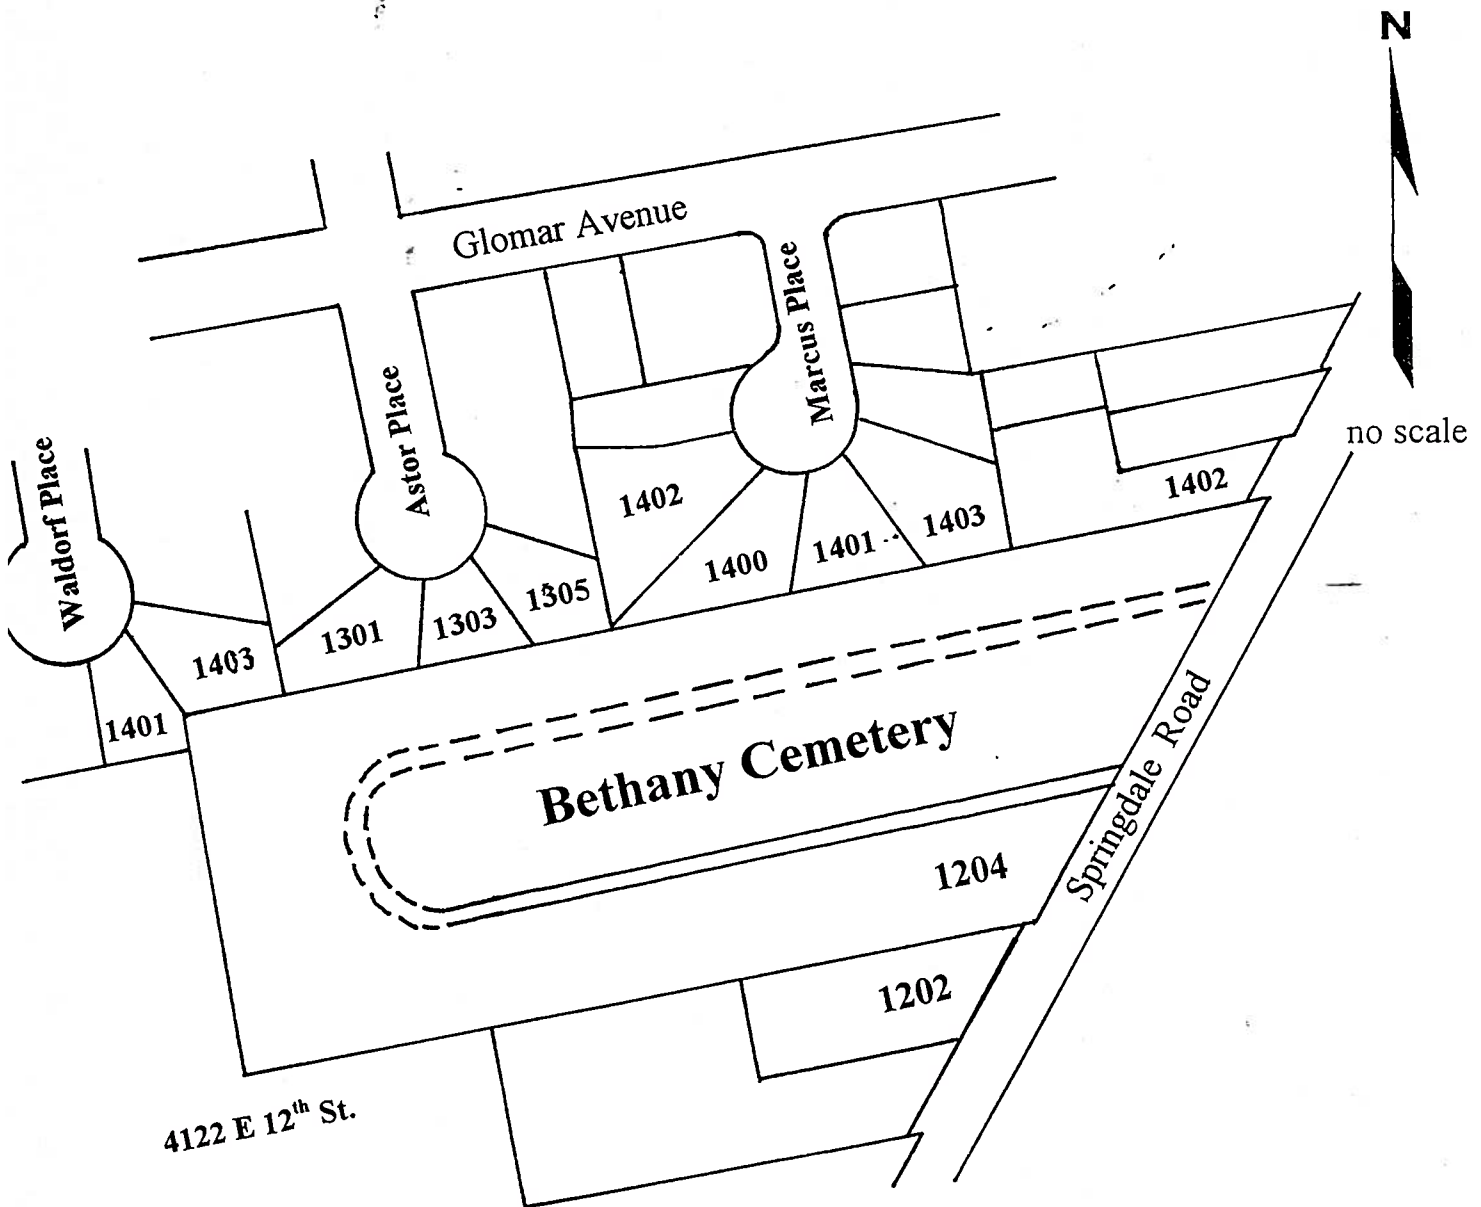 N
no scale
Glomar Avenue
Marcus Place
Astor Place
Waldorf Place
1402
1402
1403
1401
1400
1305
1303
1301
1403
1401
Bethany Cemetery
Springdale Road
1204
1202
4122 E 12th St.